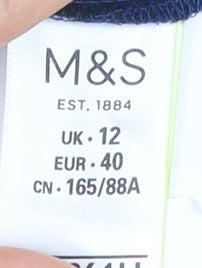 M&S
EST. 1884
UK · 12
EUR · 40
CN · 165/88A